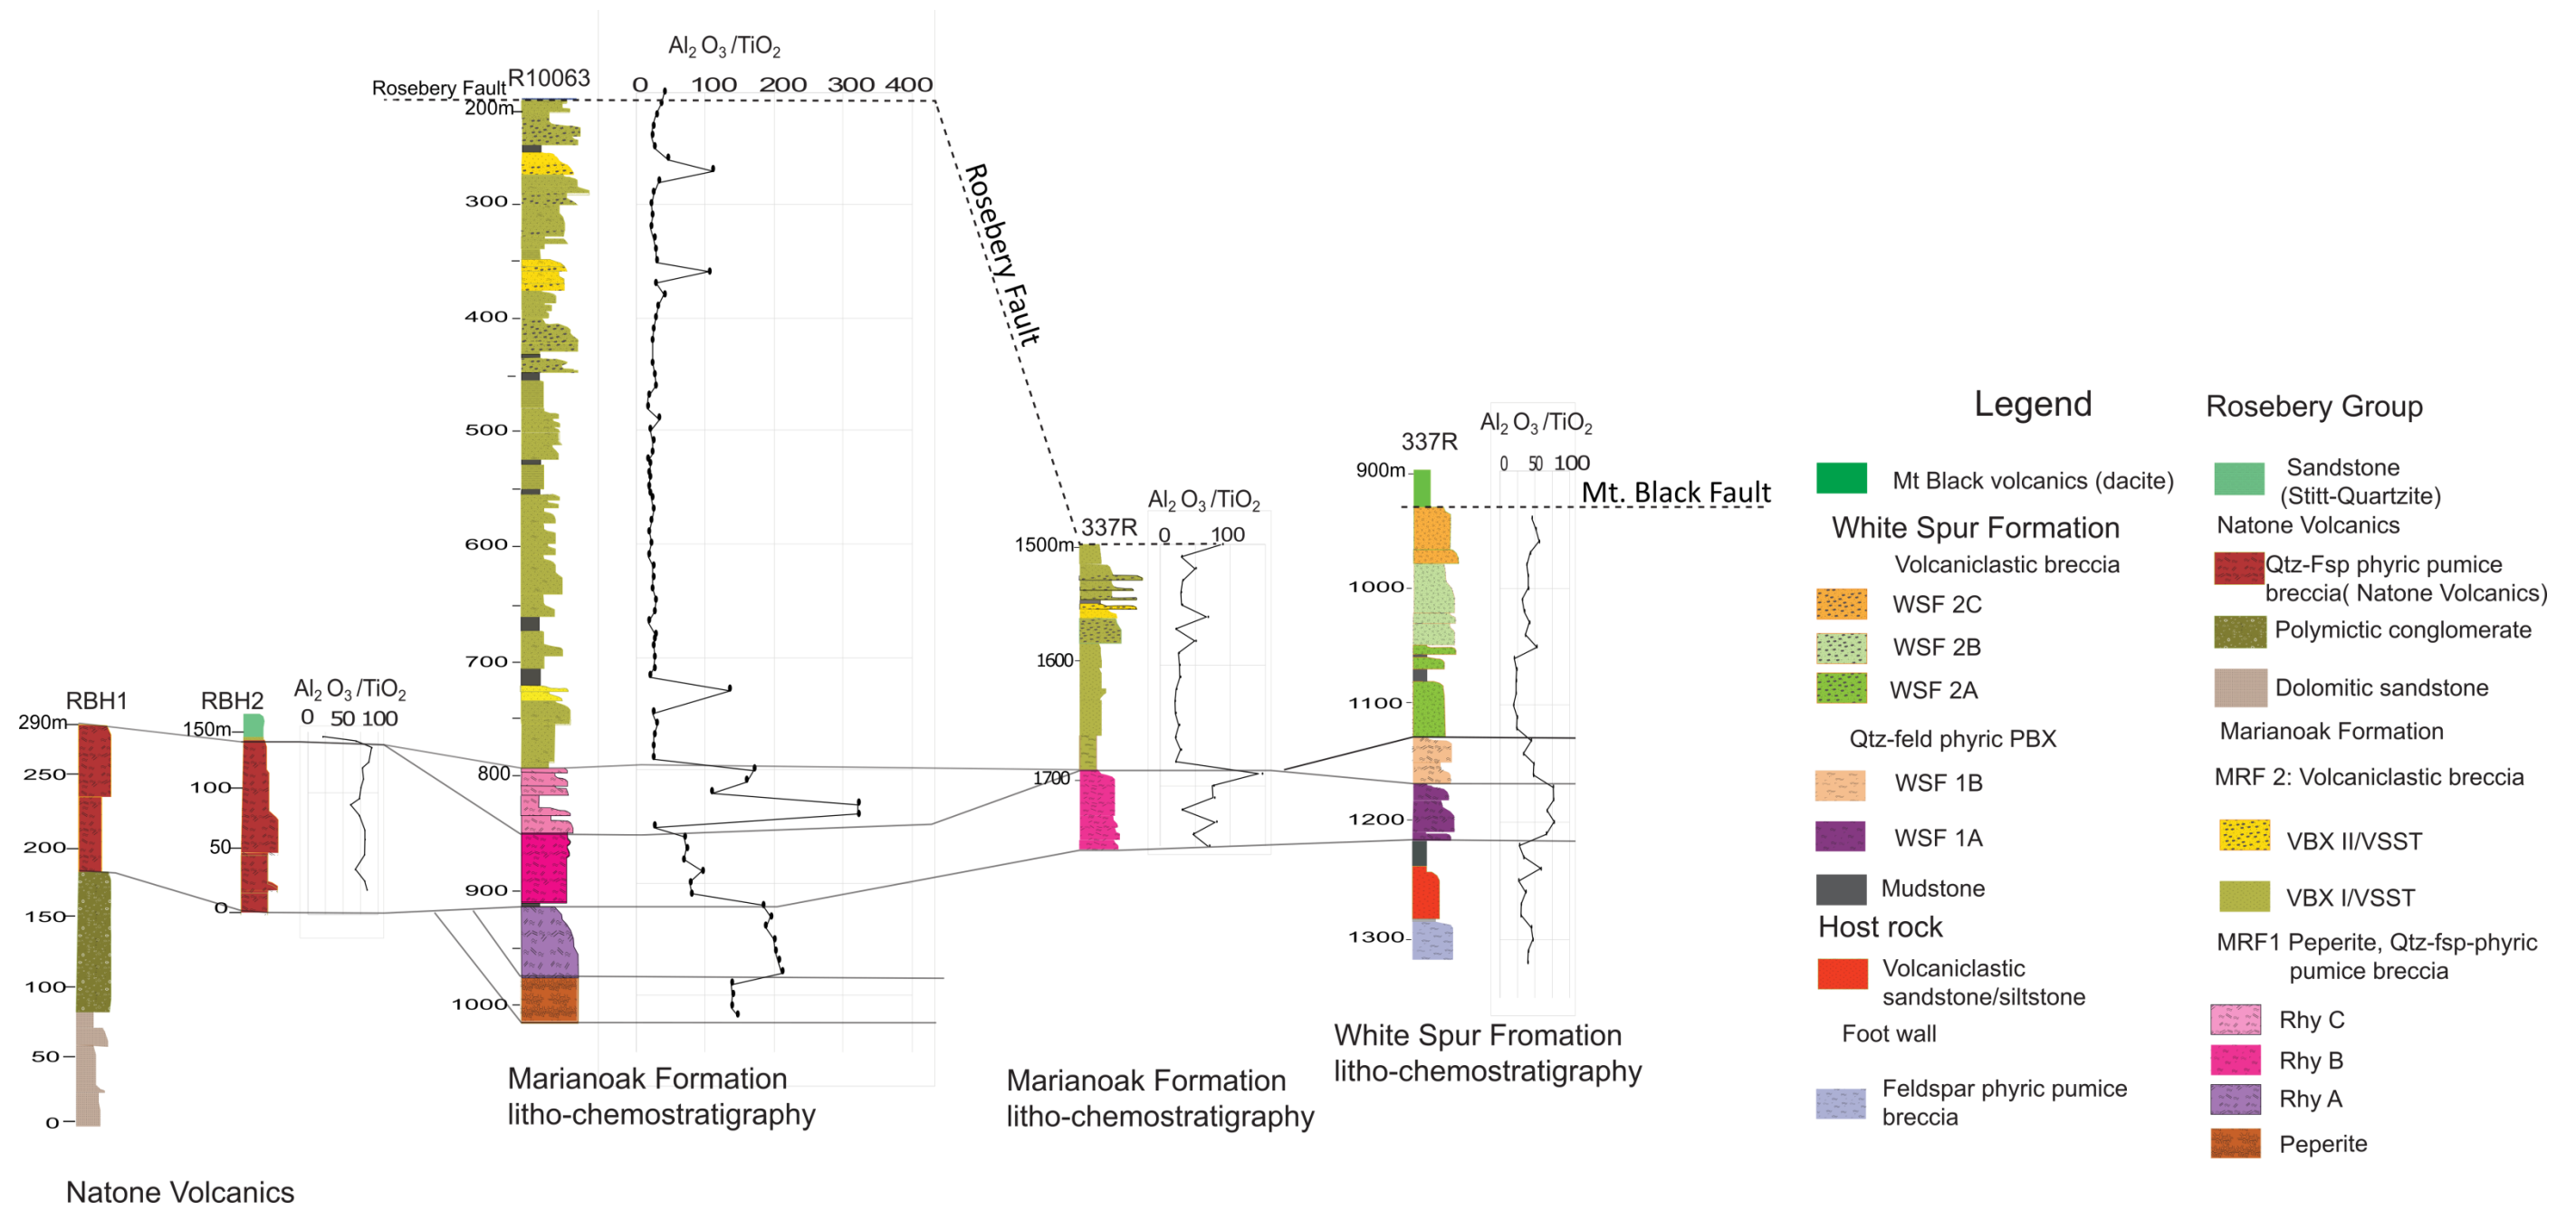 Al2 O3 /TiO2
R10063
0 100 200 300 400
Rosebery Fault
200m
300
400
500
600
700
800
900
1000
Rosebery Fault
Marianoak Formation
litho-chemostratigraphy
RBH1
290m
250
200
150
100
50
0
RBH2
150m
100
50
0
Al2 O3 /TiO2
0 50 100
Natone Volcanics
337R
1500m
1600
1700
Al2 O3 /TiO2
0 100
Marianoak Formation
litho-chemostratigraphy
337R
900m
1000
1100
1200
1300
Al2 O3 /TiO2
0 50 100
Mt. Black Fault
White Spur Fromation
litho-chemostratigraphy
Legend
Mt Black volcanics (dacite)
White Spur Formation
Volcaniclastic breccia
WSF 2C
WSF 2B
WSF 2A
Qtz-feld phyric PBX
WSF 1B
WSF 1A
Mudstone
Host rock
Volcaniclastic
sandstone/siltstone
Foot wall
Feldspar phyric pumice
breccia
Rosebery Group
Sandstone
(Stitt-Quartzite)
Natone Volcanics
Qtz-Fsp phyric pumice
breccia( Natone Volcanics)
Polymictic conglomerate
Dolomitic sandstone
Marianoak Formation
MRF 2: Volcaniclastic breccia
VBX II/VSST
VBX I/VSST
MRF1 Peperite, Qtz-fsp-phyric
pumice breccia
Rhy C
Rhy B
Rhy A
Peperite